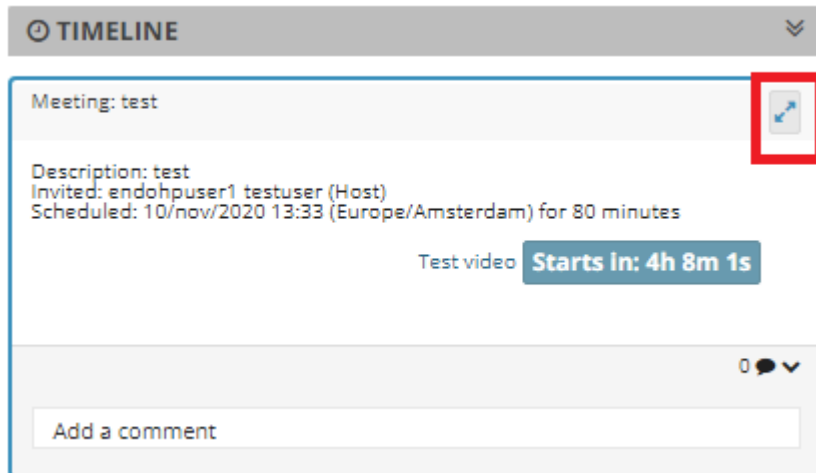 TIMELINE
Meeting: test
Description: test
Invited: endohpuser1 testuser (Host)
Scheduled: 10/nov/2020 13:33 (Europe/Amsterdam) for 80 minutes
Test video Starts in: 4h 8m 1s
0
Add a comment